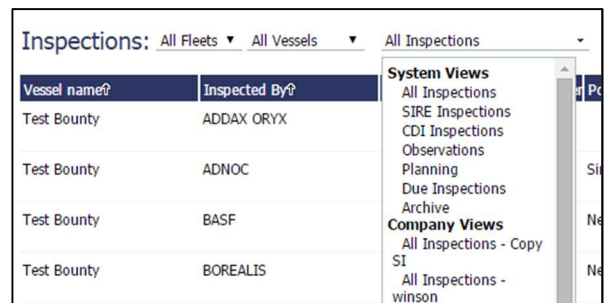 Inspections: All Fleets ▼ All Vessels ▼ All Inspections
Vessel name⇧ Inspected By⇧
Test Bounty ADDAX ORYX
Test Bounty ADNOC
Test Bounty BASF
Test Bounty BOREALIS
System Views
All Inspections
SIRE Inspections
CDI Inspections
Observations
Planning
Due Inspections
Archive
Company Views
All Inspections - Copy
SI
All Inspections -
winson